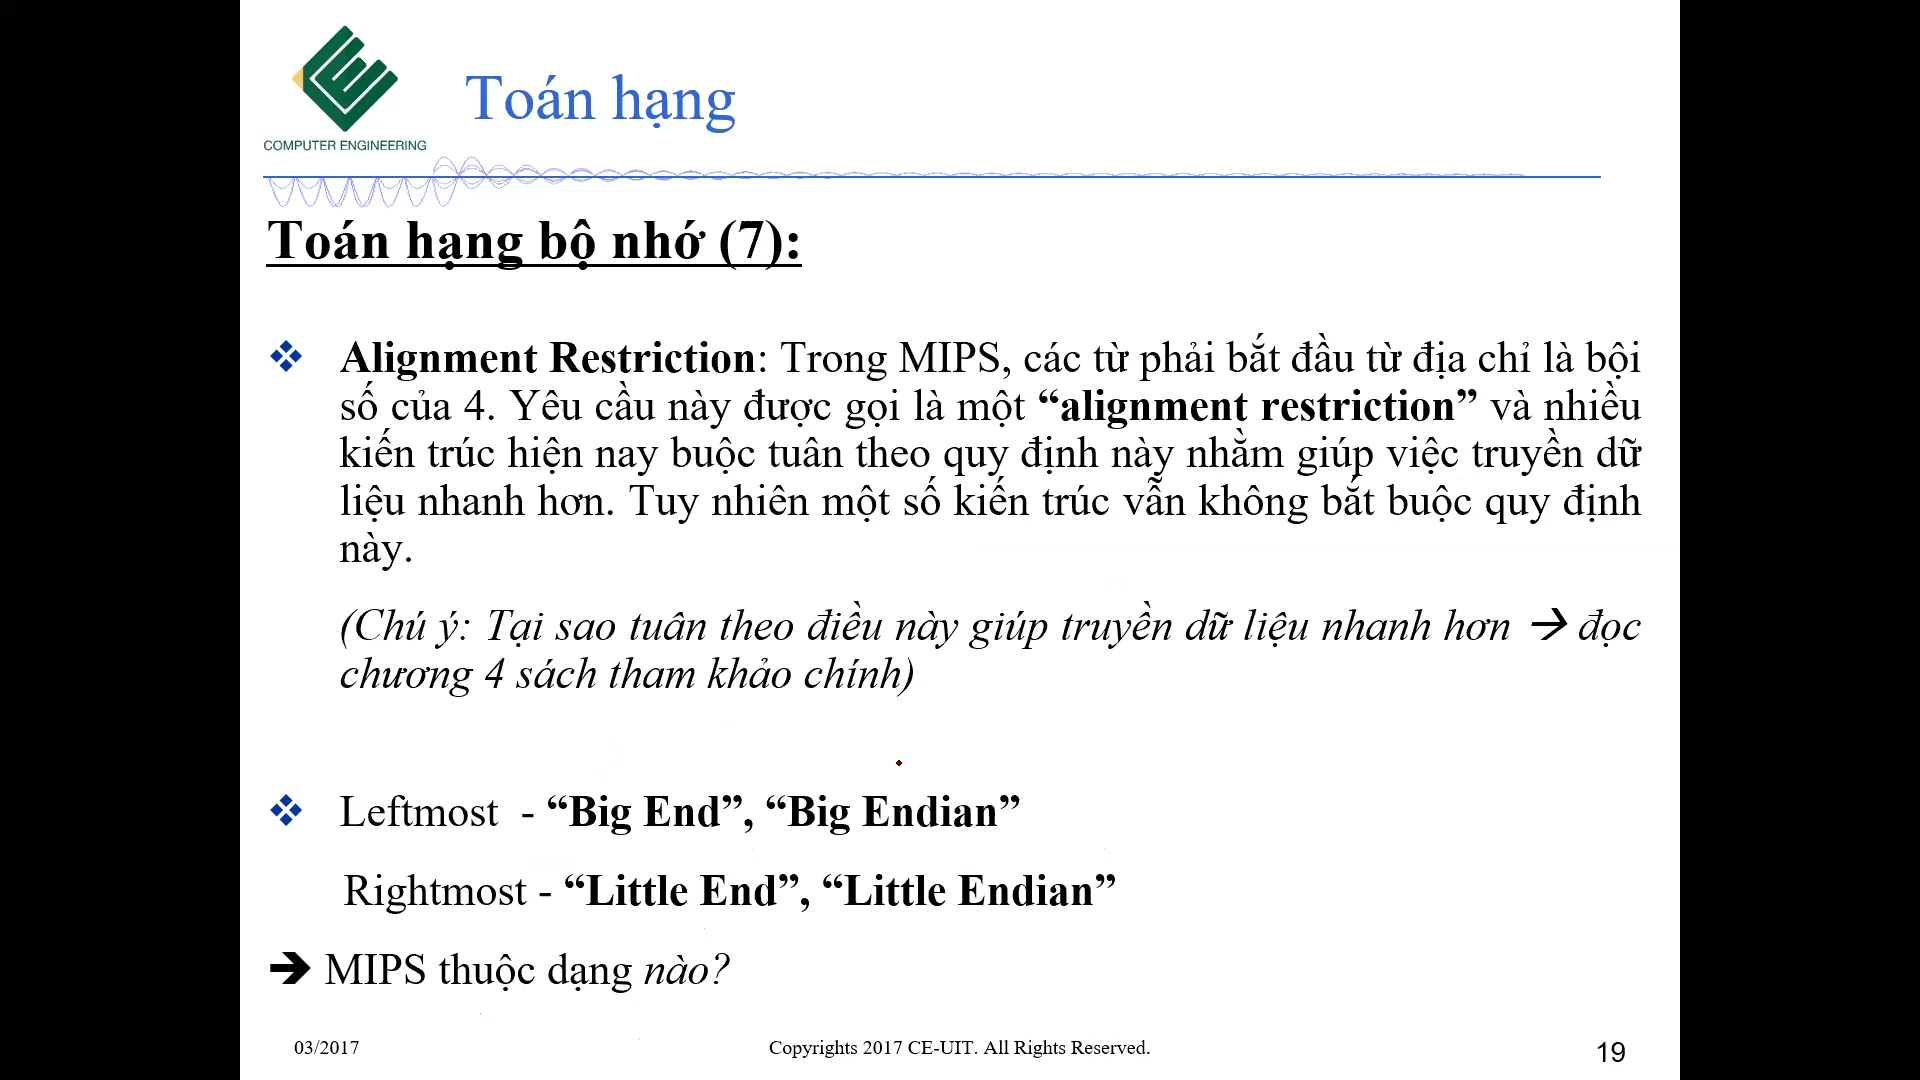 COMPUTER ENGINEERING
Toán hạng
Toán hạng bộ nhớ (7):
Alignment Restriction: Trong MIPS, các từ phải bắt đầu từ địa chỉ là bội
số của 4. Yêu cầu này được gọi là một “alignment restriction” và nhiều
kiến trúc hiện nay buộc tuân theo quy định này nhằm giúp việc truyền dữ
liệu nhanh hơn. Tuy nhiên một số kiến trúc vẫn không bắt buộc quy định
này.
(Chú ý: Tại sao tuân theo điều này giúp truyền dữ liệu nhanh hơn → đọc
chương 4 sách tham khảo chính)
Leftmost - “Big End”, “Big Endian”
Rightmost - “Little End”, “Little Endian”
→ MIPS thuộc dạng nào?
03/2017
Copyrights 2017 CE-UIT. All Rights Reserved.
19